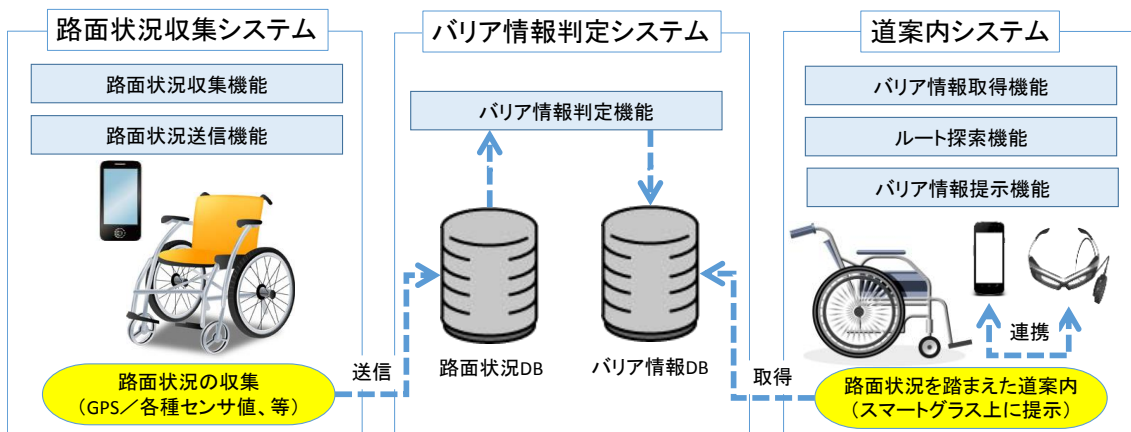 路面状況収集システム
路面状況収集機能
路面状況送信機能
路面状況の収集
（GPS／各種センサ値、等）
送信
バリア情報判定システム
バリア情報判定機能
路面状況DB
バリア情報DB
取得
道案内システム
バリア情報取得機能
ルート探索機能
バリア情報提示機能
連携
路面状況を踏まえた道案内
（スマートグラス上に提示）